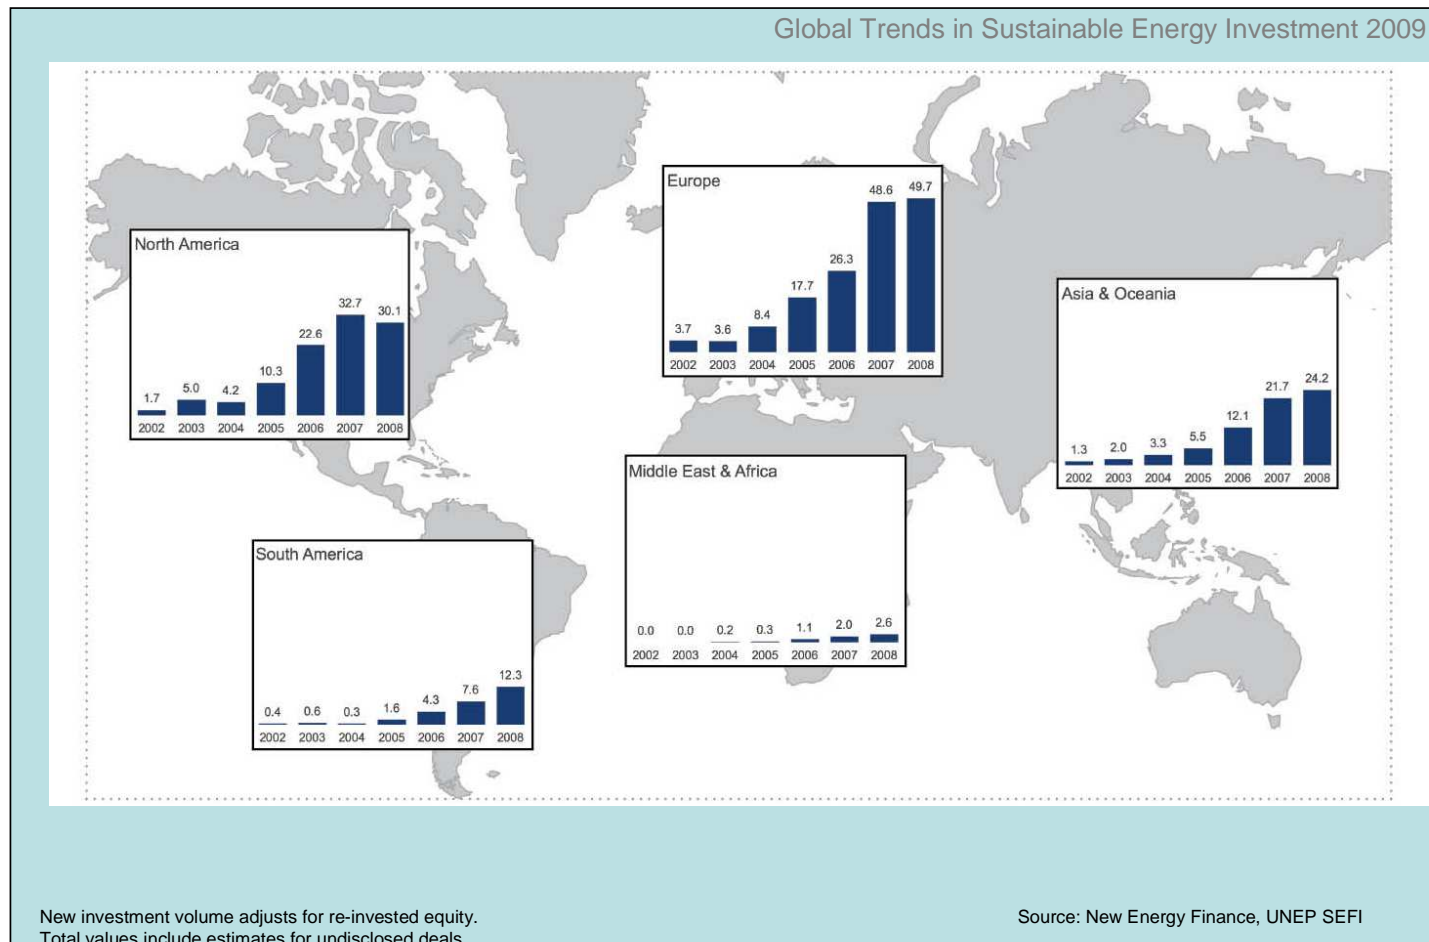 Global Trends in Sustainable Energy Investment 2009
Europe
3.7 3.6 8.4 17.7 26.3 48.6 49.7
2002 2003 2004 2005 2006 2007 2008
North America
1.7 5.0 4.2 10.3 22.6 32.7 30.1
2002 2003 2004 2005 2006 2007 2008
Asia & Oceania
1.3 2.0 3.3 5.5 12.1 21.7 24.2
2002 2003 2004 2005 2006 2007 2008
Middle East & Africa
0.0 0.0 0.2 0.3 1.1 2.0 2.6
2002 2003 2004 2005 2006 2007 2008
South America
0.4 0.6 0.3 1.6 4.3 7.6 12.3
2002 2003 2004 2005 2006 2007 2008
New investment volume adjusts for re-invested equity.
Total values include estimates for undisclosed deals
Source: New Energy Finance, UNEP SEFI